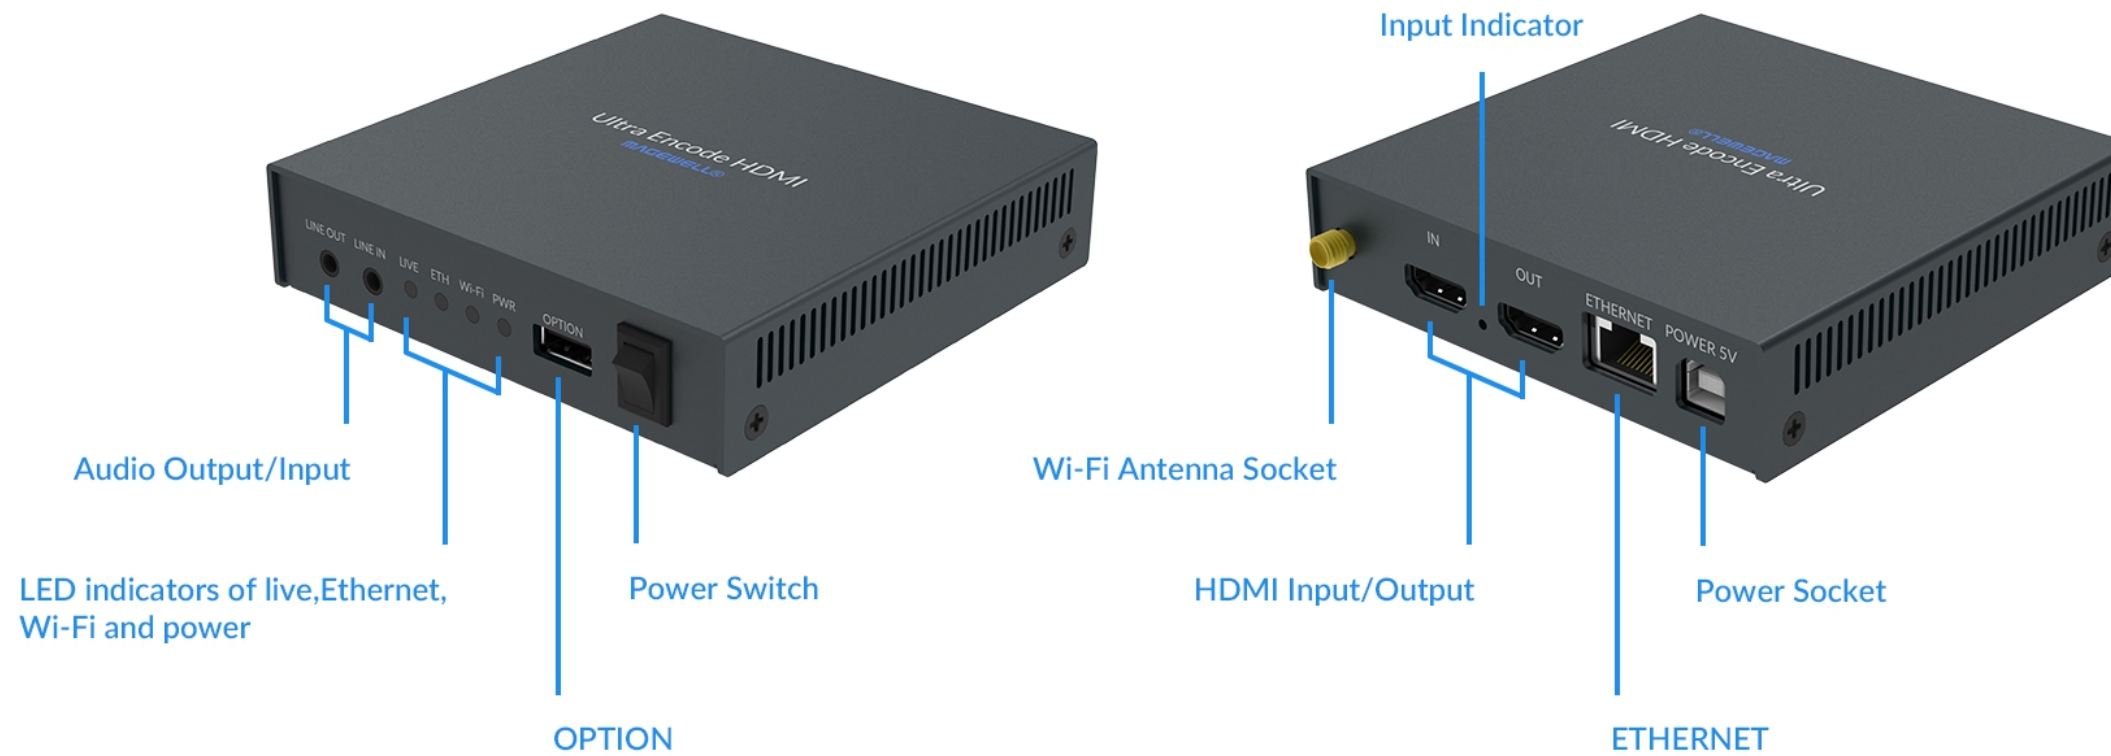 Ultra Encode HDMI
MAGEWELL®
LINE OUT
LINE IN
LIVE
ETH
Wi-Fi
PWR
OPTION
Audio Output/Input
LED indicators of live,Ethernet,
Wi-Fi and power
Power Switch
OPTION
Input Indicator
Ultra Encode HDMI
MAGEWELL®
IN
OUT
ETHERNET
POWER 5V
Wi-Fi Antenna Socket
HDMI Input/Output
Power Socket
ETHERNET